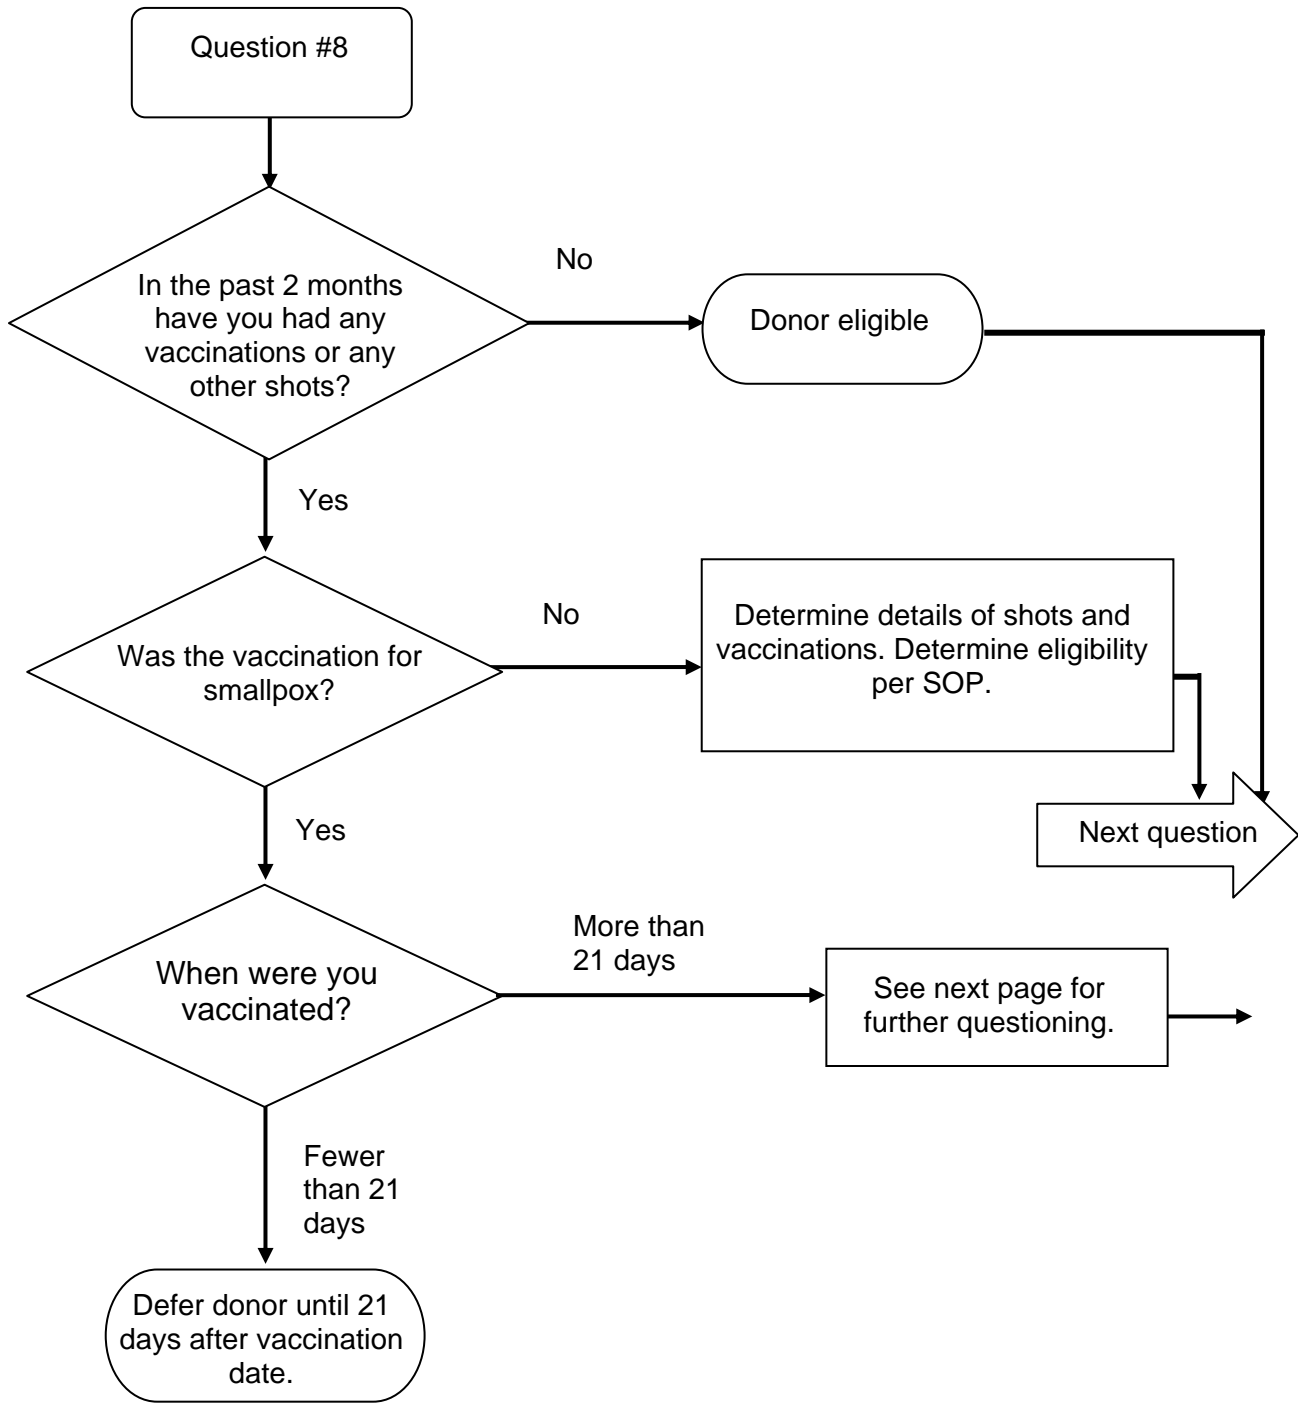 Question #8
In the past 2 months
have you had any
vaccinations or any
other shots?
No
Donor eligible
Yes
Was the vaccination for
smallpox?
No
Determine details of shots and
vaccinations. Determine eligibility
per SOP.
Next question
Yes
When were you
vaccinated?
More than
21 days
See next page for
further questioning.
Fewer
than 21
days
Defer donor until 21
days after vaccination
date.